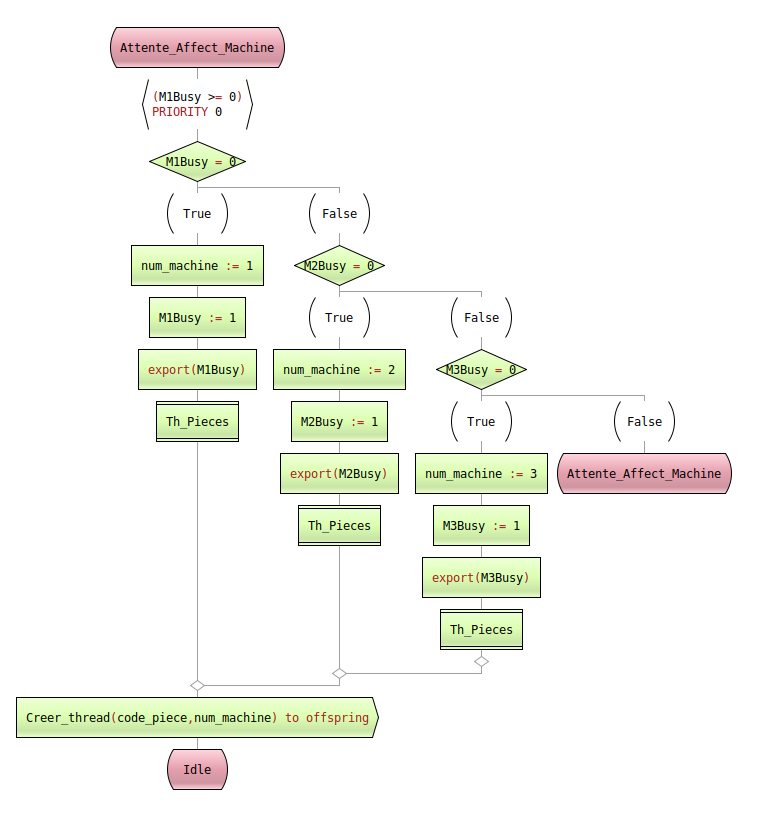 Attente_Affect_Machine
(M1Busy >= 0)
PRIORITY 0
M1Busy = 0
True
False
num_machine := 1
M2Busy = 0
M1Busy := 1
True
False
export(M1Busy)
num_machine := 2
M3Busy = 0
Th_Pieces
M2Busy := 1
True
False
export(M2Busy)
num_machine := 3
Attente_Affect_Machine
Th_Pieces
M3Busy := 1
export(M3Busy)
Th_Pieces
Creer_thread(code_piece,num_machine) to offspring
Idle